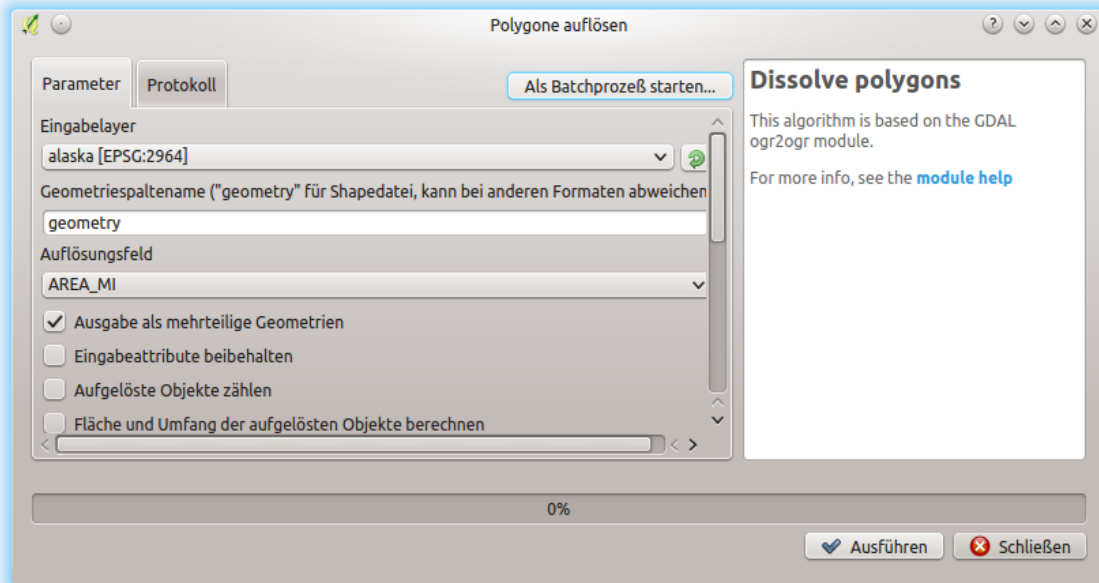 Polygone auflösen
Parameter
Protokoll
Als Batchprozeß starten...
Eingabelayer
alaska [EPSG:2964]
Geometriespaltename ("geometry" für Shapedatei, kann bei anderen Formaten abweichen
geometry
Auflösungsfeld
AREA_MI
Ausgabe als mehrteilige Geometrien
Eingabeattribute beibehalten
Aufgelöste Objekte zählen
Fläche und Umfang der aufgelösten Objekte berechnen
Dissolve polygons
This algorithm is based on the GDAL
ogr2ogr module.
For more info, see the module help
0%
Ausführen
Schließen